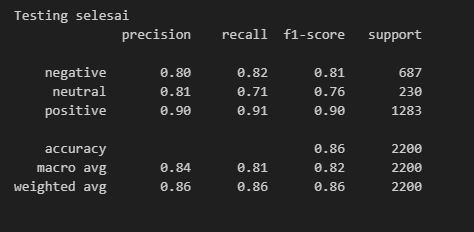 Testing selesai
precision recall f1-score support
negative 0.80 0.82 0.81 687
neutral 0.81 0.71 0.76 230
positive 0.90 0.91 0.90 1283
accuracy 0.86 2200
macro avg 0.84 0.81 0.82 2200
weighted avg 0.86 0.86 0.86 2200